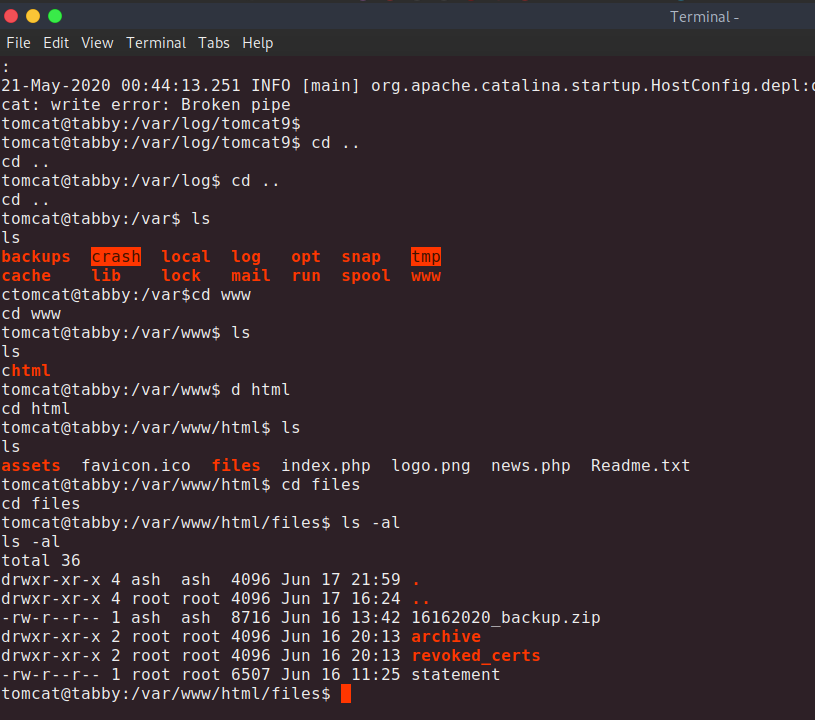 Terminal -
File Edit View Terminal Tabs Help
:
21-May-2020 00:44:13.251 INFO [main] org.apache.catalina.startup.HostConfig.depl:
cat: write error: Broken pipe
tomcat@tabby:/var/log/tomcat9$
tomcat@tabby:/var/log/tomcat9$ cd ..
cd ..
tomcat@tabby:/var/log$ cd ..
cd ..
tomcat@tabby:/var$ ls
ls
backups crash local log opt snap tmp
cache lib lock mail run spool www
ctomcat@tabby:/var$cd www
cd www
tomcat@tabby:/var/www$ ls
ls
chtml
tomcat@tabby:/var/www$ d html
cd html
tomcat@tabby:/var/www/html$ ls
ls
assets favicon.ico files index.php logo.png news.php Readme.txt
tomcat@tabby:/var/www/html$ cd files
cd files
tomcat@tabby:/var/www/html/files$ ls -al
ls -al
total 36
drwxr-xr-x 4 ash ash 4096 Jun 17 21:59 .
drwxr-xr-x 4 root root 4096 Jun 17 16:24 ..
-rw-r--r-- 1 ash ash 8716 Jun 16 13:42 16162020_backup.zip
drwxr-xr-x 2 root root 4096 Jun 16 20:13 archive
drwxr-xr-x 2 root root 4096 Jun 16 20:13 revoked_certs
-rw-r--r-- 1 root root 6507 Jun 16 11:25 statement
tomcat@tabby:/var/www/html/files$